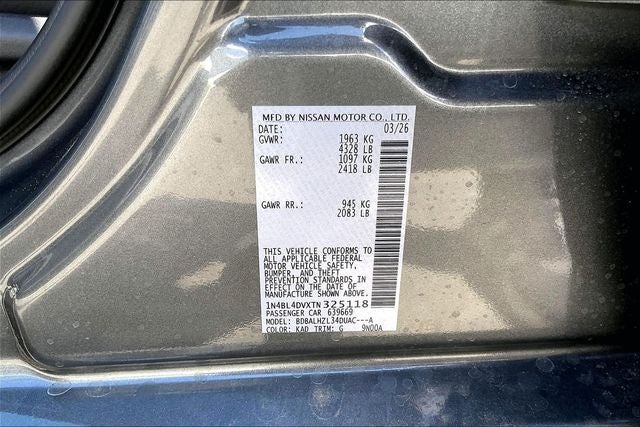 MFD BY NISSAN MOTOR CO., LTD.
DATE: 03/26
GVWR: 1963 KG
4328 LB
GAWR FR.: 1097 KG
2418 LB
GAWR RR.: 945 KG
2083 LB
THIS VEHICLE CONFORMS TO
ALL APPLICABLE FEDERAL
MOTOR VEHICLE SAFETY,
BUMPER, AND THEFT
PREVENTION STANDARDS IN
EFFECT ON THE DATE OF
MANUFACTURE SHOWN ABOVE.
1N4BL4DVXTN325118
PASSENGER CAR 639669
MODEL: BDBALHZL34DUAC---A
COLOR: KAD TRIM: G 9N00A